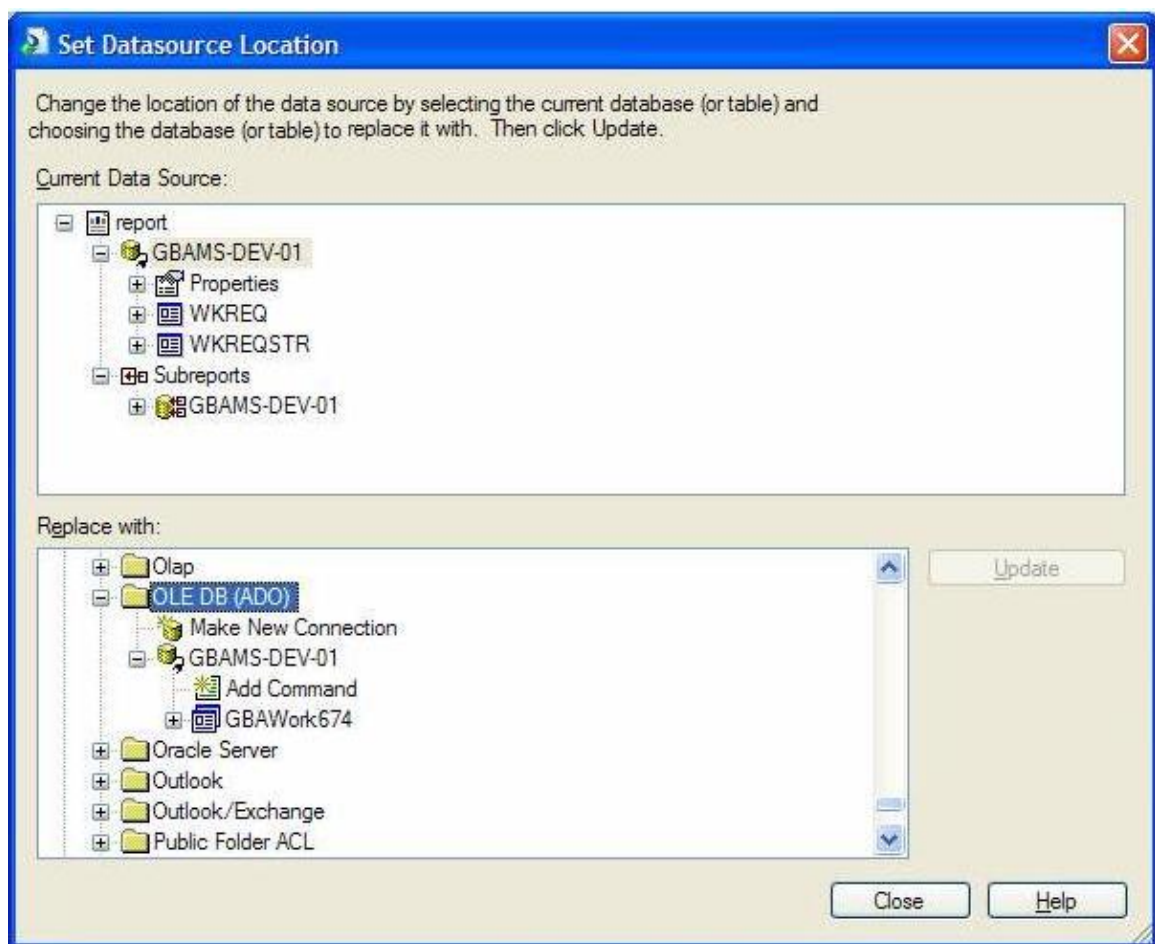 Set Datasource Location
Change the location of the data source by selecting the current database (or table) and
choosing the database (or table) to replace it with. Then click Update.
Current Data Source:
report
GBAMS-DEV-01
Properties
WKREQ
WKREQSTR
Subreports
GBAMS-DEV-01
Replace with:
Olap
OLE DB (ADO)
Make New Connection
GBAMS-DEV-01
Add Command
GBAWork674
Oracle Server
Outlook
Outlook/Exchange
Public Folder ACL
Update
Close
Help